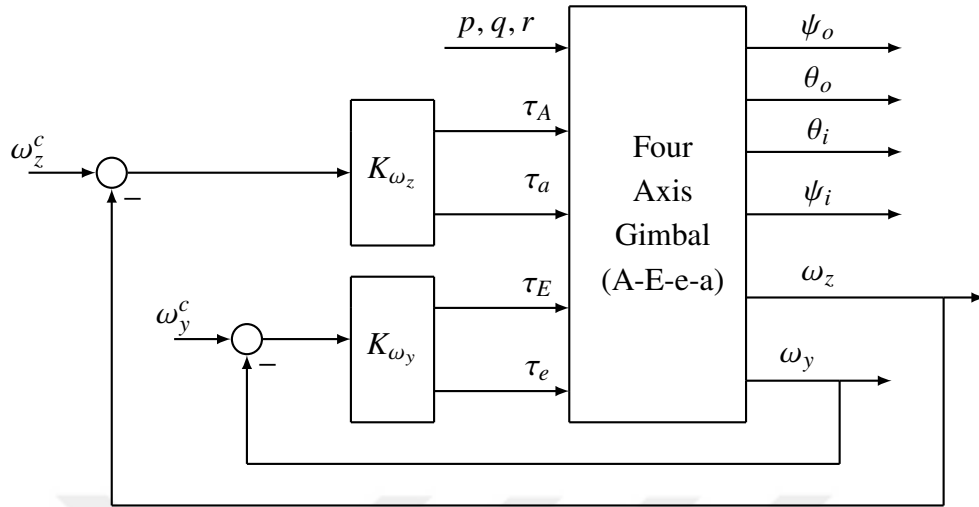 p, q, r
ψ_o
θ_o
θ_i
ψ_i
ω_z
ω_y
ω_z^c
−
K_{ω_z}
τ_A
τ_a
Four
Axis
Gimbal
(A-E-e-a)
ω_y^c
−
K_{ω_y}
τ_E
τ_e